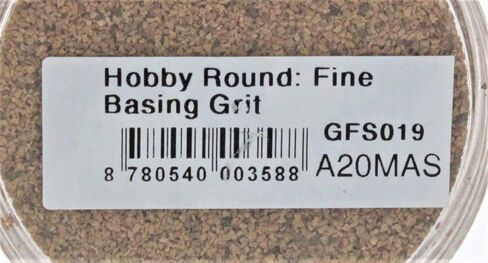 Hobby Round: Fine
Basing Grit
GFS019
8 780540 003588 A20MAS